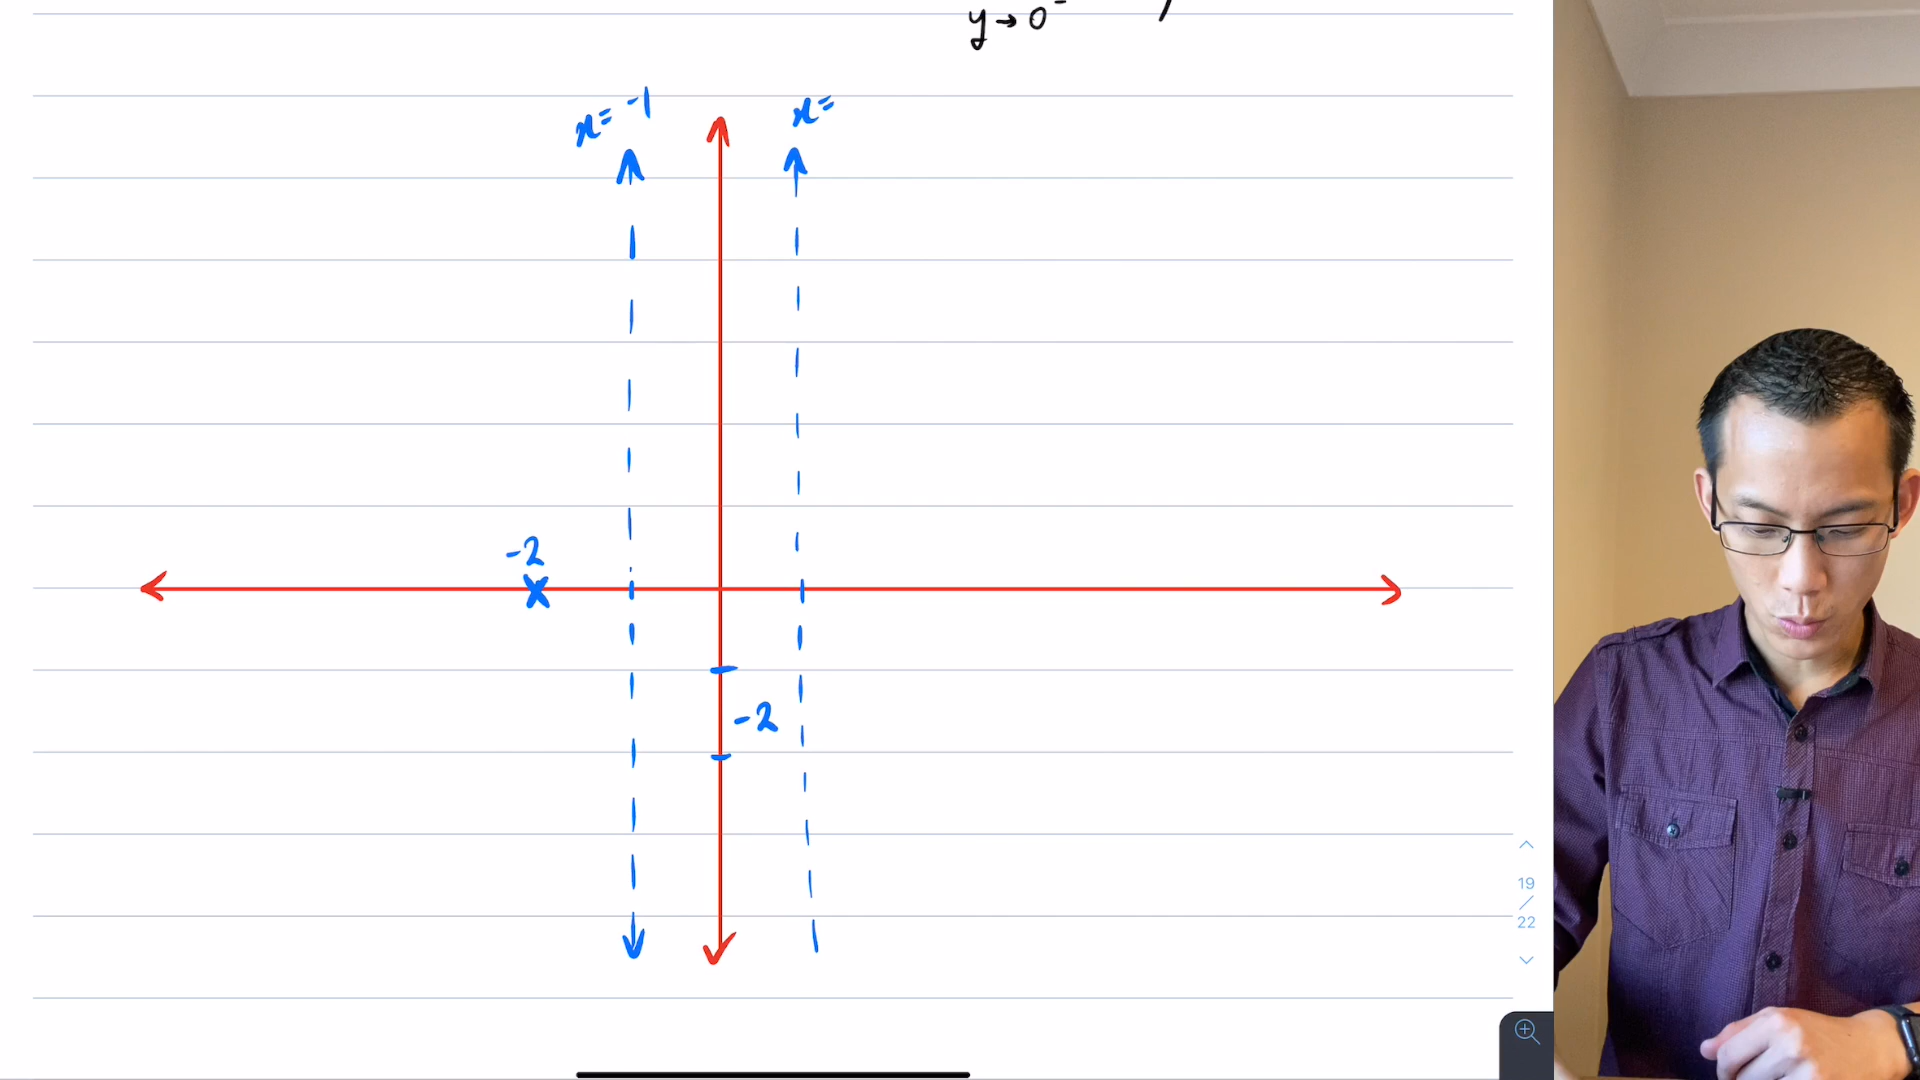 y→0⁻
x=-1
x=
-2
-2
19
/
22